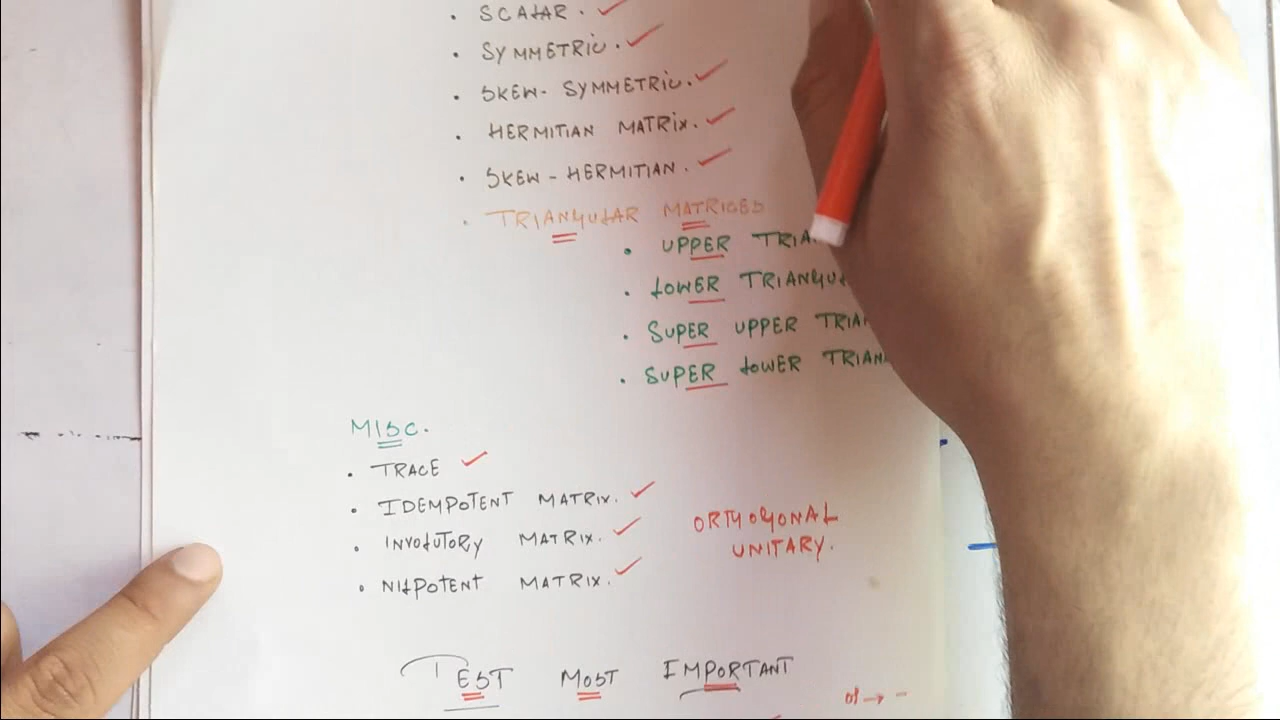 • SCALAR.
• SYMMETRIC.
• SKEW- SYMMETRIC.
• HERMITIAN MATRIX.
• SKEW - HERMITIAN.
• TRIANGULAR MATRICES
• UPPER
• LOWER
• SUPER UPPER
• SUPER LOWER
MISC.
• TRACE
• IDEMPOTENT MATRIX.
• INVOLUTORY MATRIX.
• NILPOTENT MATRIX.
ORTHOGONAL
UNITARY.
TEST MOST IMPORTANT